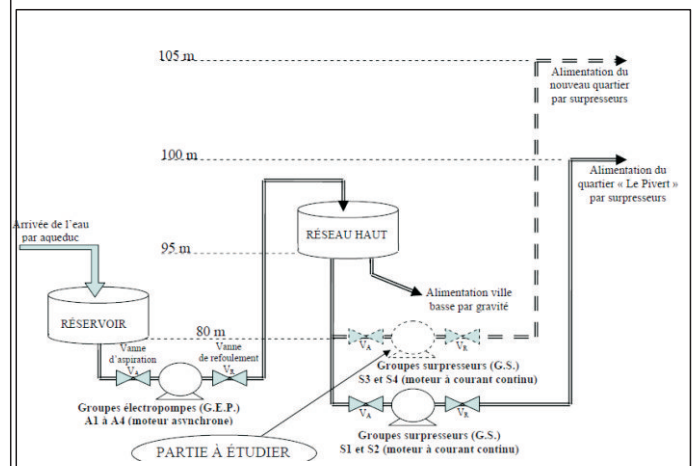 105 m
Alimentation du
nouveau quartier
par surpresseurs
100 m
Alimentation du
quartier « Le Pivert »
par surpresseurs
Arrivée de l'eau
par aqueduc
RÉSEAU HAUT
95 m
Alimentation ville
basse par gravité
RÉSERVOIR
80 m
Vanne
d'aspiration
VA
Vanne
de refoulement
VR
VA
VR
Groupes surpresseurs (G.S.)
S3 et S4 (moteur à courant continu)
Groupes électropompes (G.E.P.)
A1 à A4 (moteur asynchrone)
VA
VR
Groupes surpresseurs (G.S.)
S1 et S2 (moteur à courant continu)
PARTIE À ÉTUDIER